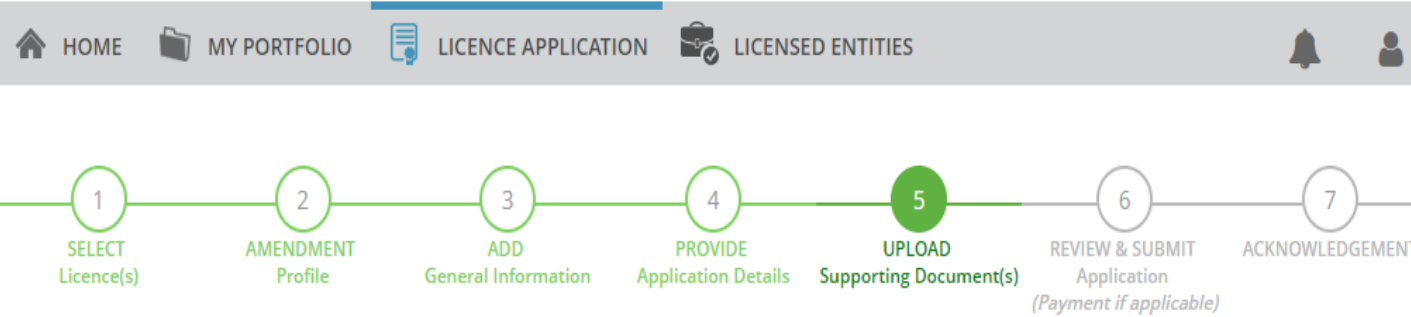 HOME MY PORTFOLIO LICENCE APPLICATION LICENSED ENTITIES
1 2 3 4 5 6 7
SELECT AMENDMENT ADD PROVIDE UPLOAD REVIEW & SUBMIT ACKNOWLEDGEMENT
Licence(s) Profile General Information Application Details Supporting Document(s) Application
(Payment if applicable)